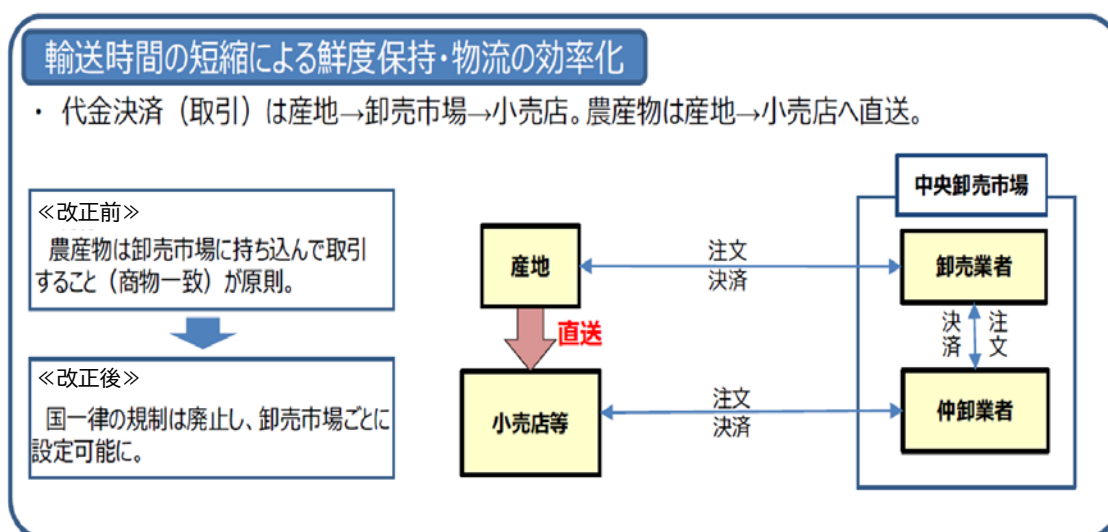 輸送時間の短縮による鮮度保持・物流の効率化
・ 代金決済（取引）は産地→卸売市場→小売店。農産物は産地→小売店へ直送。
≪改正前≫
農産物は卸売市場に持ち込んで取引
すること（商物一致）が原則。
≪改正後≫
国一律の規制は廃止し、卸売市場ごとに
設定可能に。
中央卸売市場
産地
注文
決済
卸売業者
直送
決済
注文
小売店等
注文
決済
仲卸業者